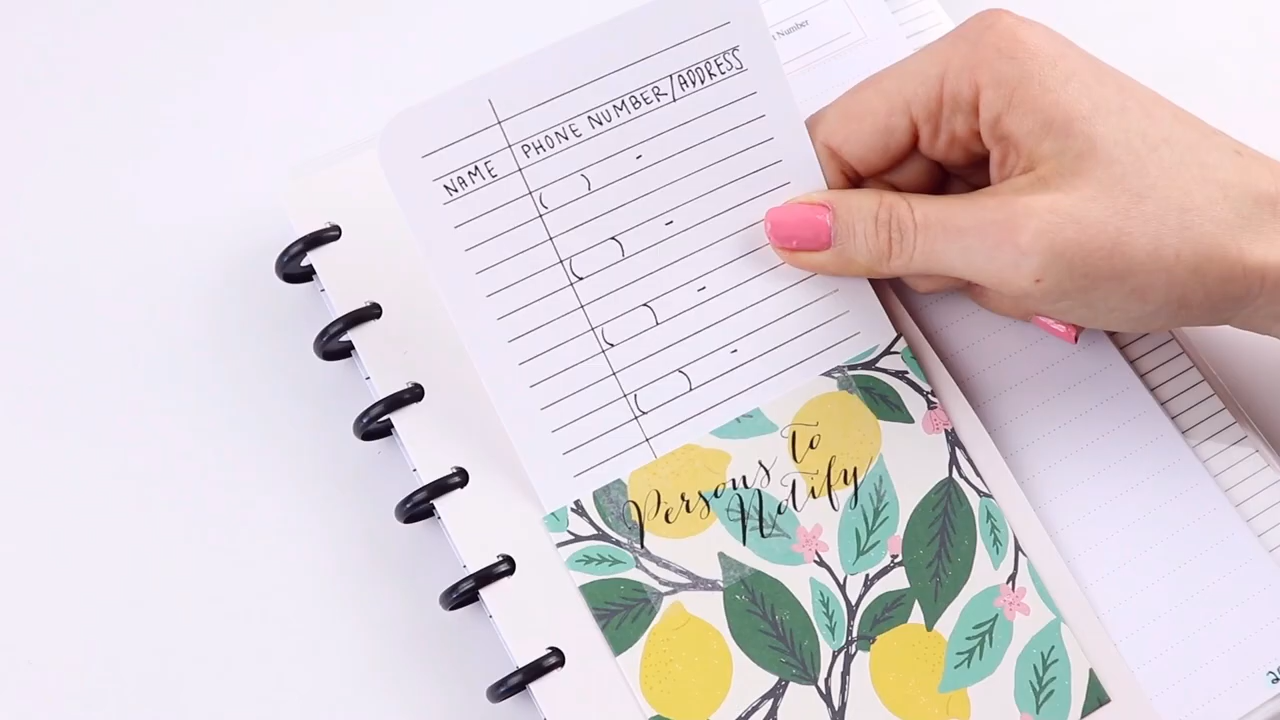 t Number
NAME PHONE NUMBER/ADDRESS
( ) -
( ) -
( ) -
( ) -
Persons to
Notify